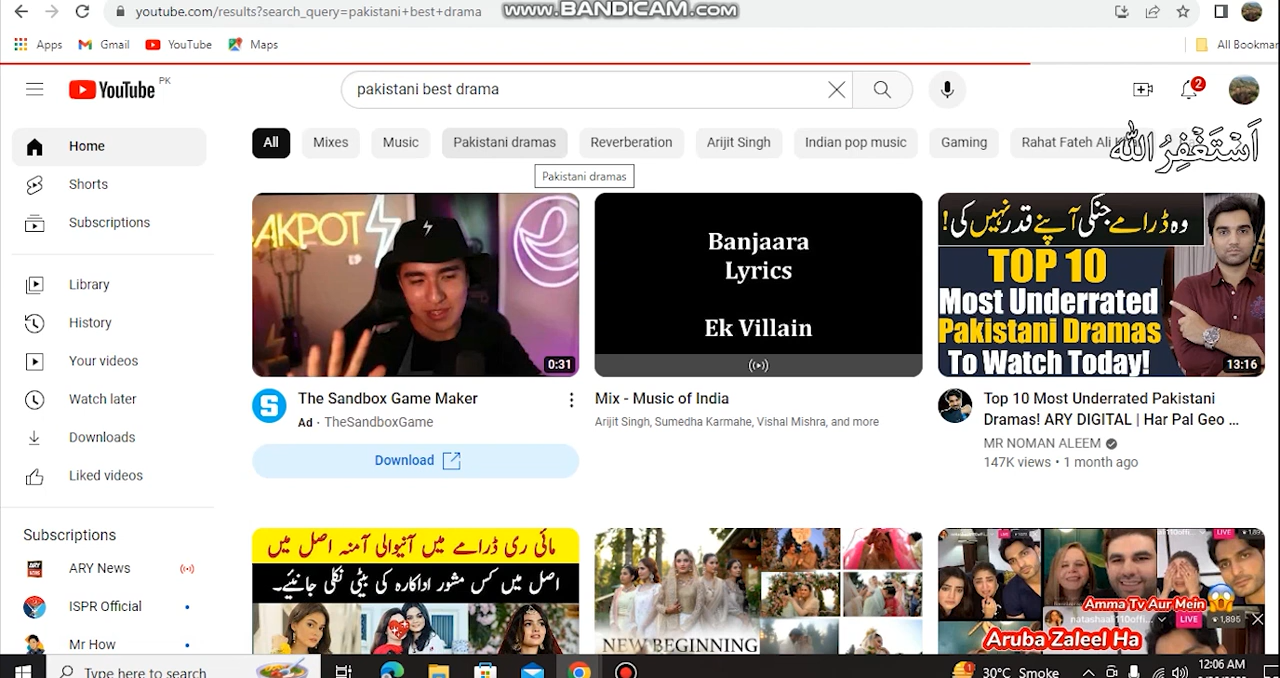 youtube.com/results?search_query=pakistani+best+drama
www.BANDICAM.com
Apps
Gmail
YouTube
Maps
All Bookmar
YouTube PK
pakistani best drama
2
All
Mixes
Music
Pakistani dramas
Reverberation
Arijit Singh
Indian pop music
Gaming
Rahat Fateh Ali
اَسْتَغْفِرُ اللّٰه
Pakistani dramas
Home
Shorts
Subscriptions
Library
History
Your videos
Watch later
Downloads
Liked videos
Subscriptions
ARY News
ISPR Official
Mr How
AKPOT
0:31
The Sandbox Game Maker
Ad · TheSandboxGame
Download
Banjaara
Lyrics
Ek Villain
Mix - Music of India
Arijit Singh, Sumedha Karmahe, Vishal Mishra, and more
وہ ڈرامے جنکی آپنے قدر نہیں کی!
TOP 10
Most Underrated
Pakistani Dramas
To Watch Today!
13:16
Top 10 Most Underrated Pakistani
Dramas! ARY DIGITAL | Har Pal Geo ...
MR NOMAN ALEEM
147K views • 1 month ago
مائی ری ڈرامے میں آنیوالی آمنہ اصل میں
اصل میں کس مشہور اداکارہ کی بیٹی نکلی جانیئے۔
NEW BEGINNING
LIVE
Amma Tv Aur Mein
natashaali110offi...
LIVE
1,895
Aruba Zaleel Ha
Type here to search
30°C Smoke
12:06 AM